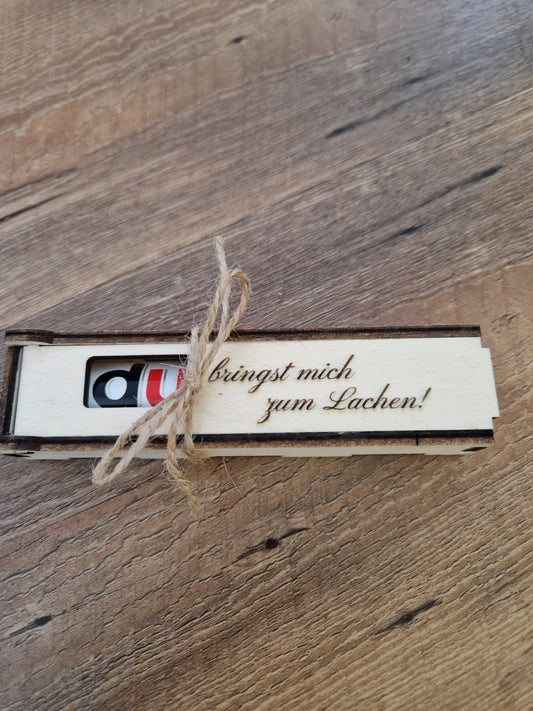 du bringst mich
zum Lachen!